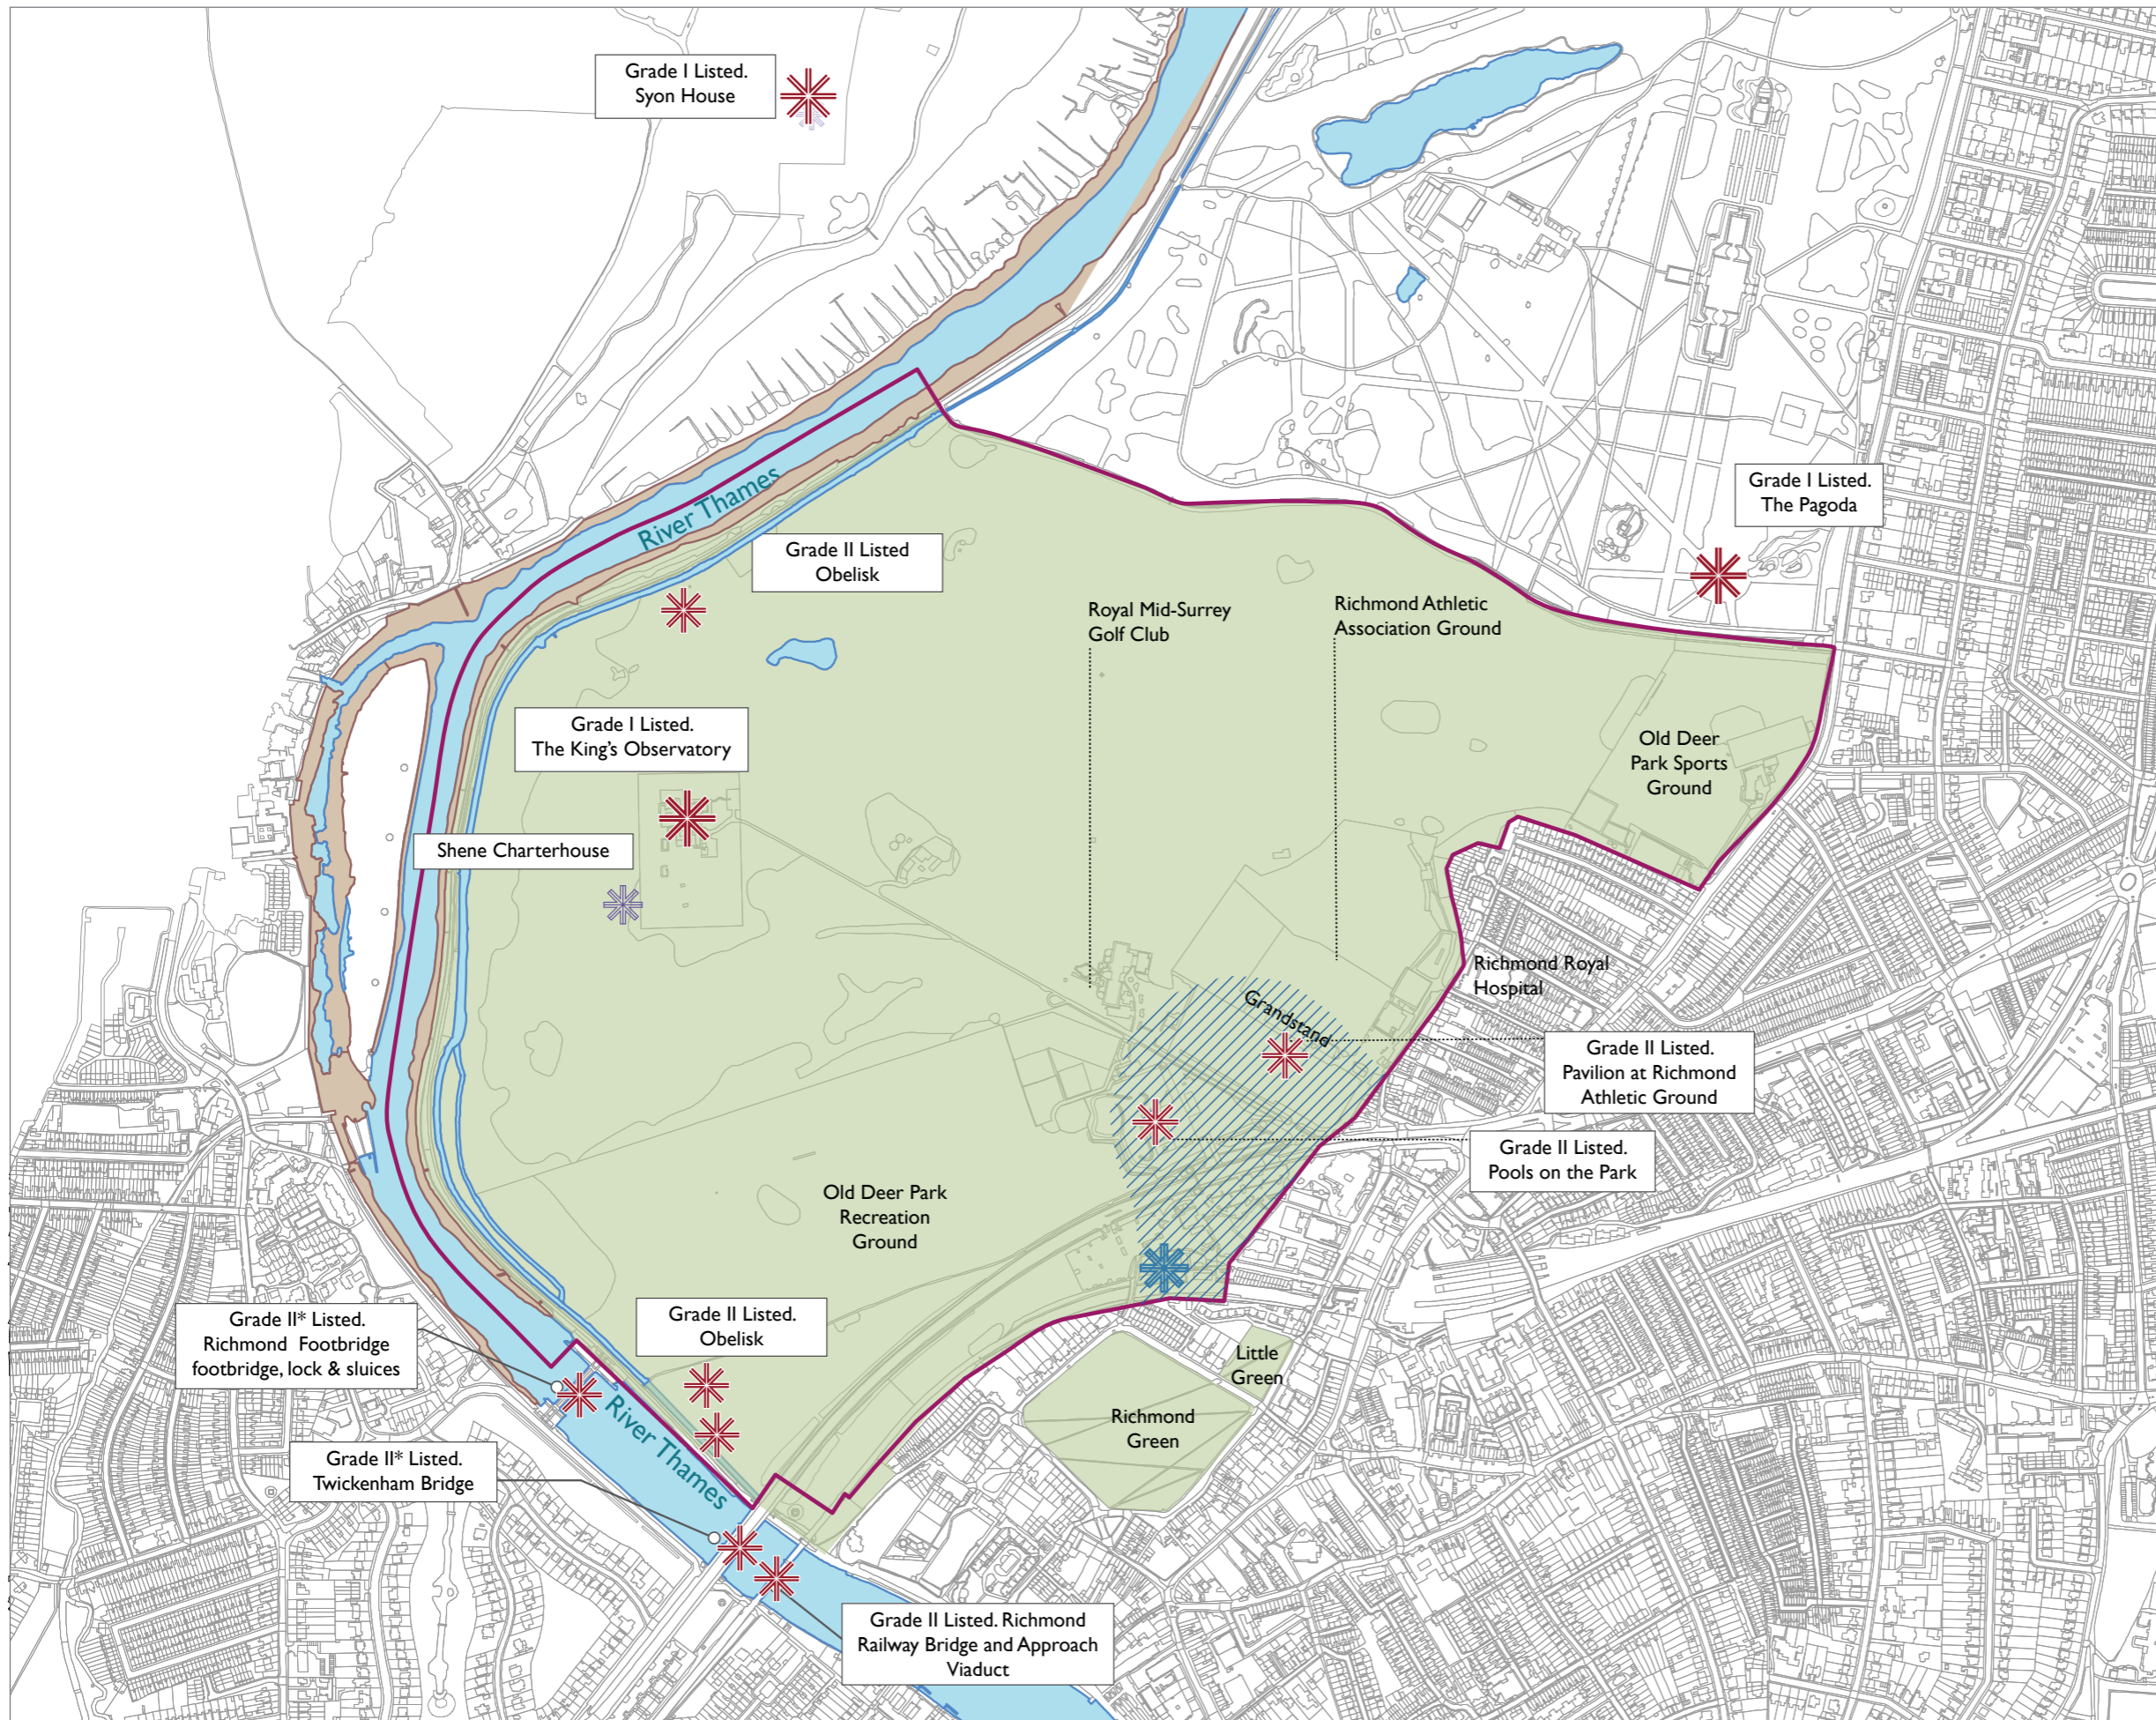 Grade I Listed.
Syon House
Grade I Listed.
The Pagoda
River Thames
Grade II Listed
Obelisk
Royal Mid-Surrey
Golf Club
Richmond Athletic
Association Ground
Grade I Listed.
The King's Observatory
Old Deer
Park Sports
Ground
Shene Charterhouse
Richmond Royal
Hospital
Grandstand
Grade II Listed.
Pavilion at Richmond
Athletic Ground
Grade II Listed.
Pools on the Park
Old Deer Park
Recreation
Ground
Grade II* Listed.
Richmond Footbridge
footbridge, lock & sluices
Grade II Listed.
Obelisk
Little
Green
Richmond
Green
River Thames
Grade II* Listed.
Twickenham Bridge
Grade II Listed. Richmond
Railway Bridge and Approach
Viaduct